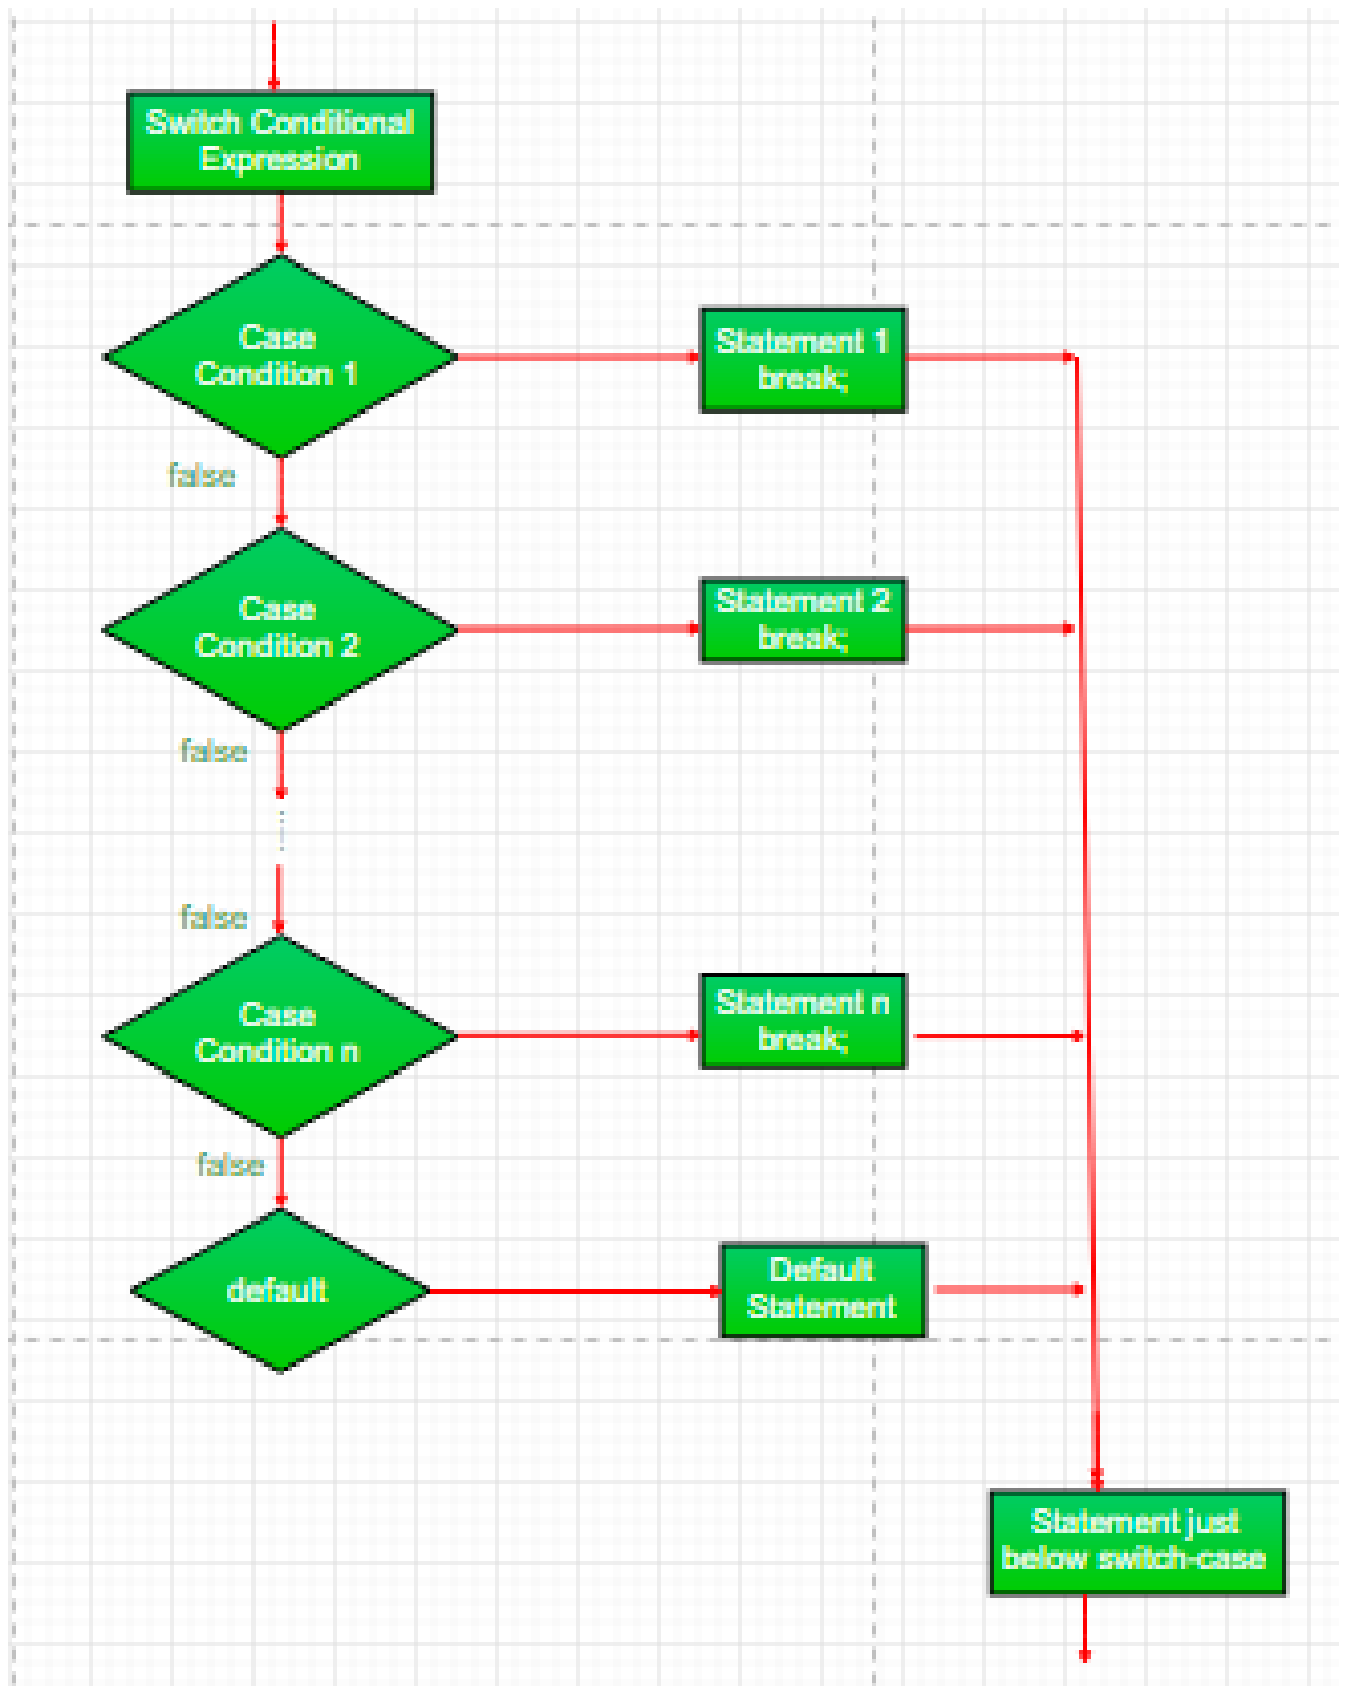 Switch Conditional
Expression
Case
Condition 1
Statement 1
break;
false
Case
Condition 2
Statement 2
break;
false
false
Case
Condition n
Statement n
break;
false
default
Default
Statement
Statement just
below switch-case